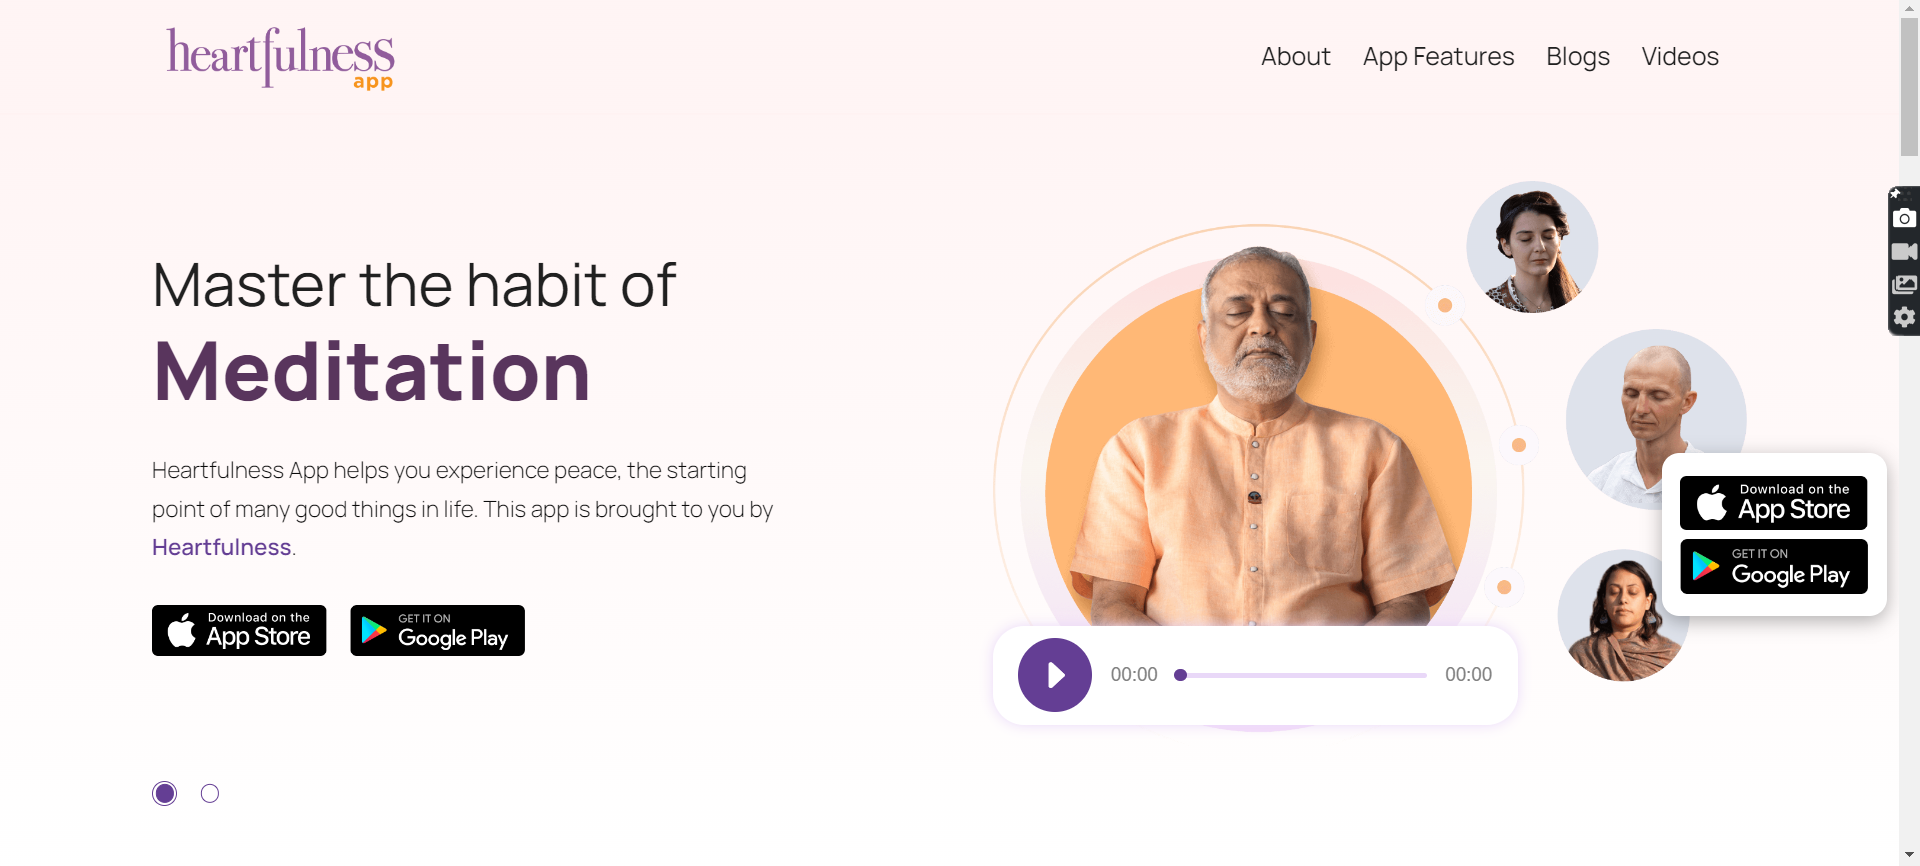 heartfulness
app
About App Features Blogs Videos
Master the habit of
Meditation
Heartfulness App helps you experience peace, the starting
point of many good things in life. This app is brought to you by
Heartfulness.
Download on the
App Store
GET IT ON
Google Play
00:00 00:00
Download on the
App Store
GET IT ON
Google Play